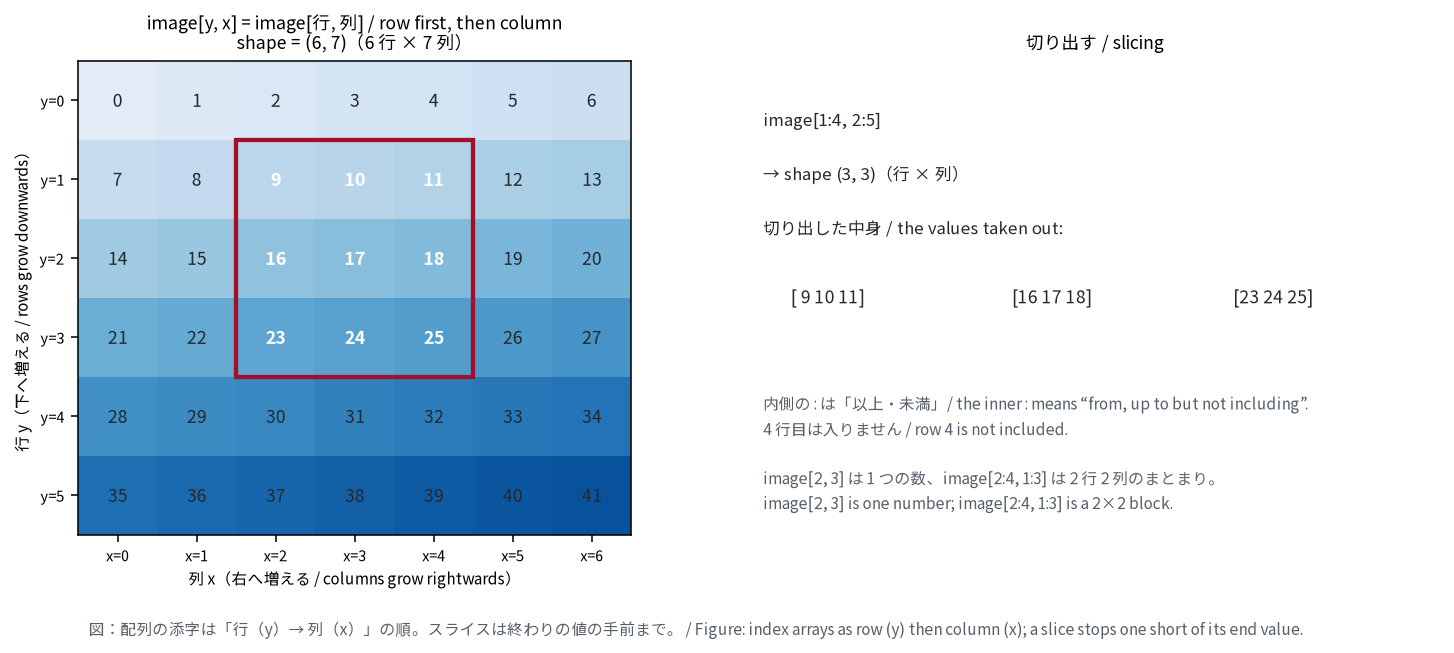 image[y, x] = image[行, 列] / row first, then column
shape = (6, 7)（6 行 × 7 列）
行 y（下へ増える / rows grow downwards）
y=0 0 1 2 3 4 5 6
y=1 7 8 9 10 11 12 13
y=2 14 15 16 17 18 19 20
y=3 21 22 23 24 25 26 27
y=4 28 29 30 31 32 33 34
y=5 35 36 37 38 39 40 41
x=0 x=1 x=2 x=3 x=4 x=5 x=6
列 x（右へ増える / columns grow rightwards）
切り出す / slicing
image[1:4, 2:5]
→ shape (3, 3)（行 × 列）
切り出した中身 / the values taken out:
[ 9 10 11] [16 17 18] [23 24 25]
内側の : は「以上・未満」/ the inner : means “from, up to but not including”.
4 行目は入りません / row 4 is not included.
image[2, 3] は 1 つの数、image[2:4, 1:3] は 2 行 2 列のまとまり。
image[2, 3] is one number; image[2:4, 1:3] is a 2×2 block.
図：配列の添字は「行（y）→ 列（x）」の順。スライスは終わりの値の手前まで。 / Figure: index arrays as row (y) then column (x); a slice stops one short of its end value.